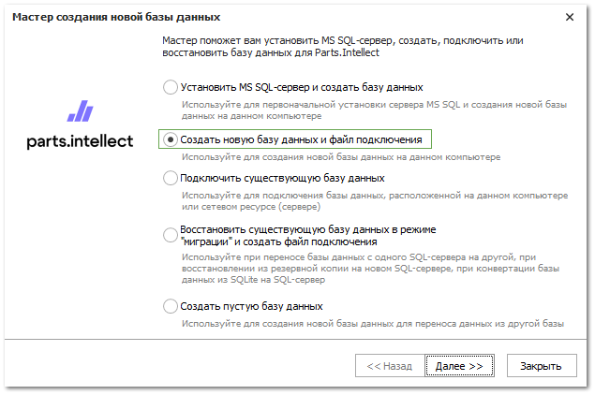 Мастер создания новой базы данных
Мастер поможет вам установить MS SQL-сервер, создать, подключить или
восстановить базу данных для Parts.Intellect
parts.intellect
Установить MS SQL-сервер и создать базу данных
Используйте для первоначальной установки сервера MS SQL и создания новой базы
данных на данном компьютере
Создать новую базу данных и файл подключения
Используйте для создания новой базы данных на данном компьютере
Подключить существующую базу данных
Используйте для подключения базы данных, расположенной на данном компьютере
или сетевом ресурсе (сервере)
Восстановить существующую базу данных в режиме
"миграции" и создать файл подключения
Используйте при переносе базы данных с одного SQL-сервера на другой, при
восстановлении из резервной копии на новом SQL-сервере, при конвертации базы
данных из SQLite на SQL-сервер
Создать пустую базу данных
Используйте для создания новой базы данных для переноса данных из другой базы
<< Назад Далее >> Закрыть